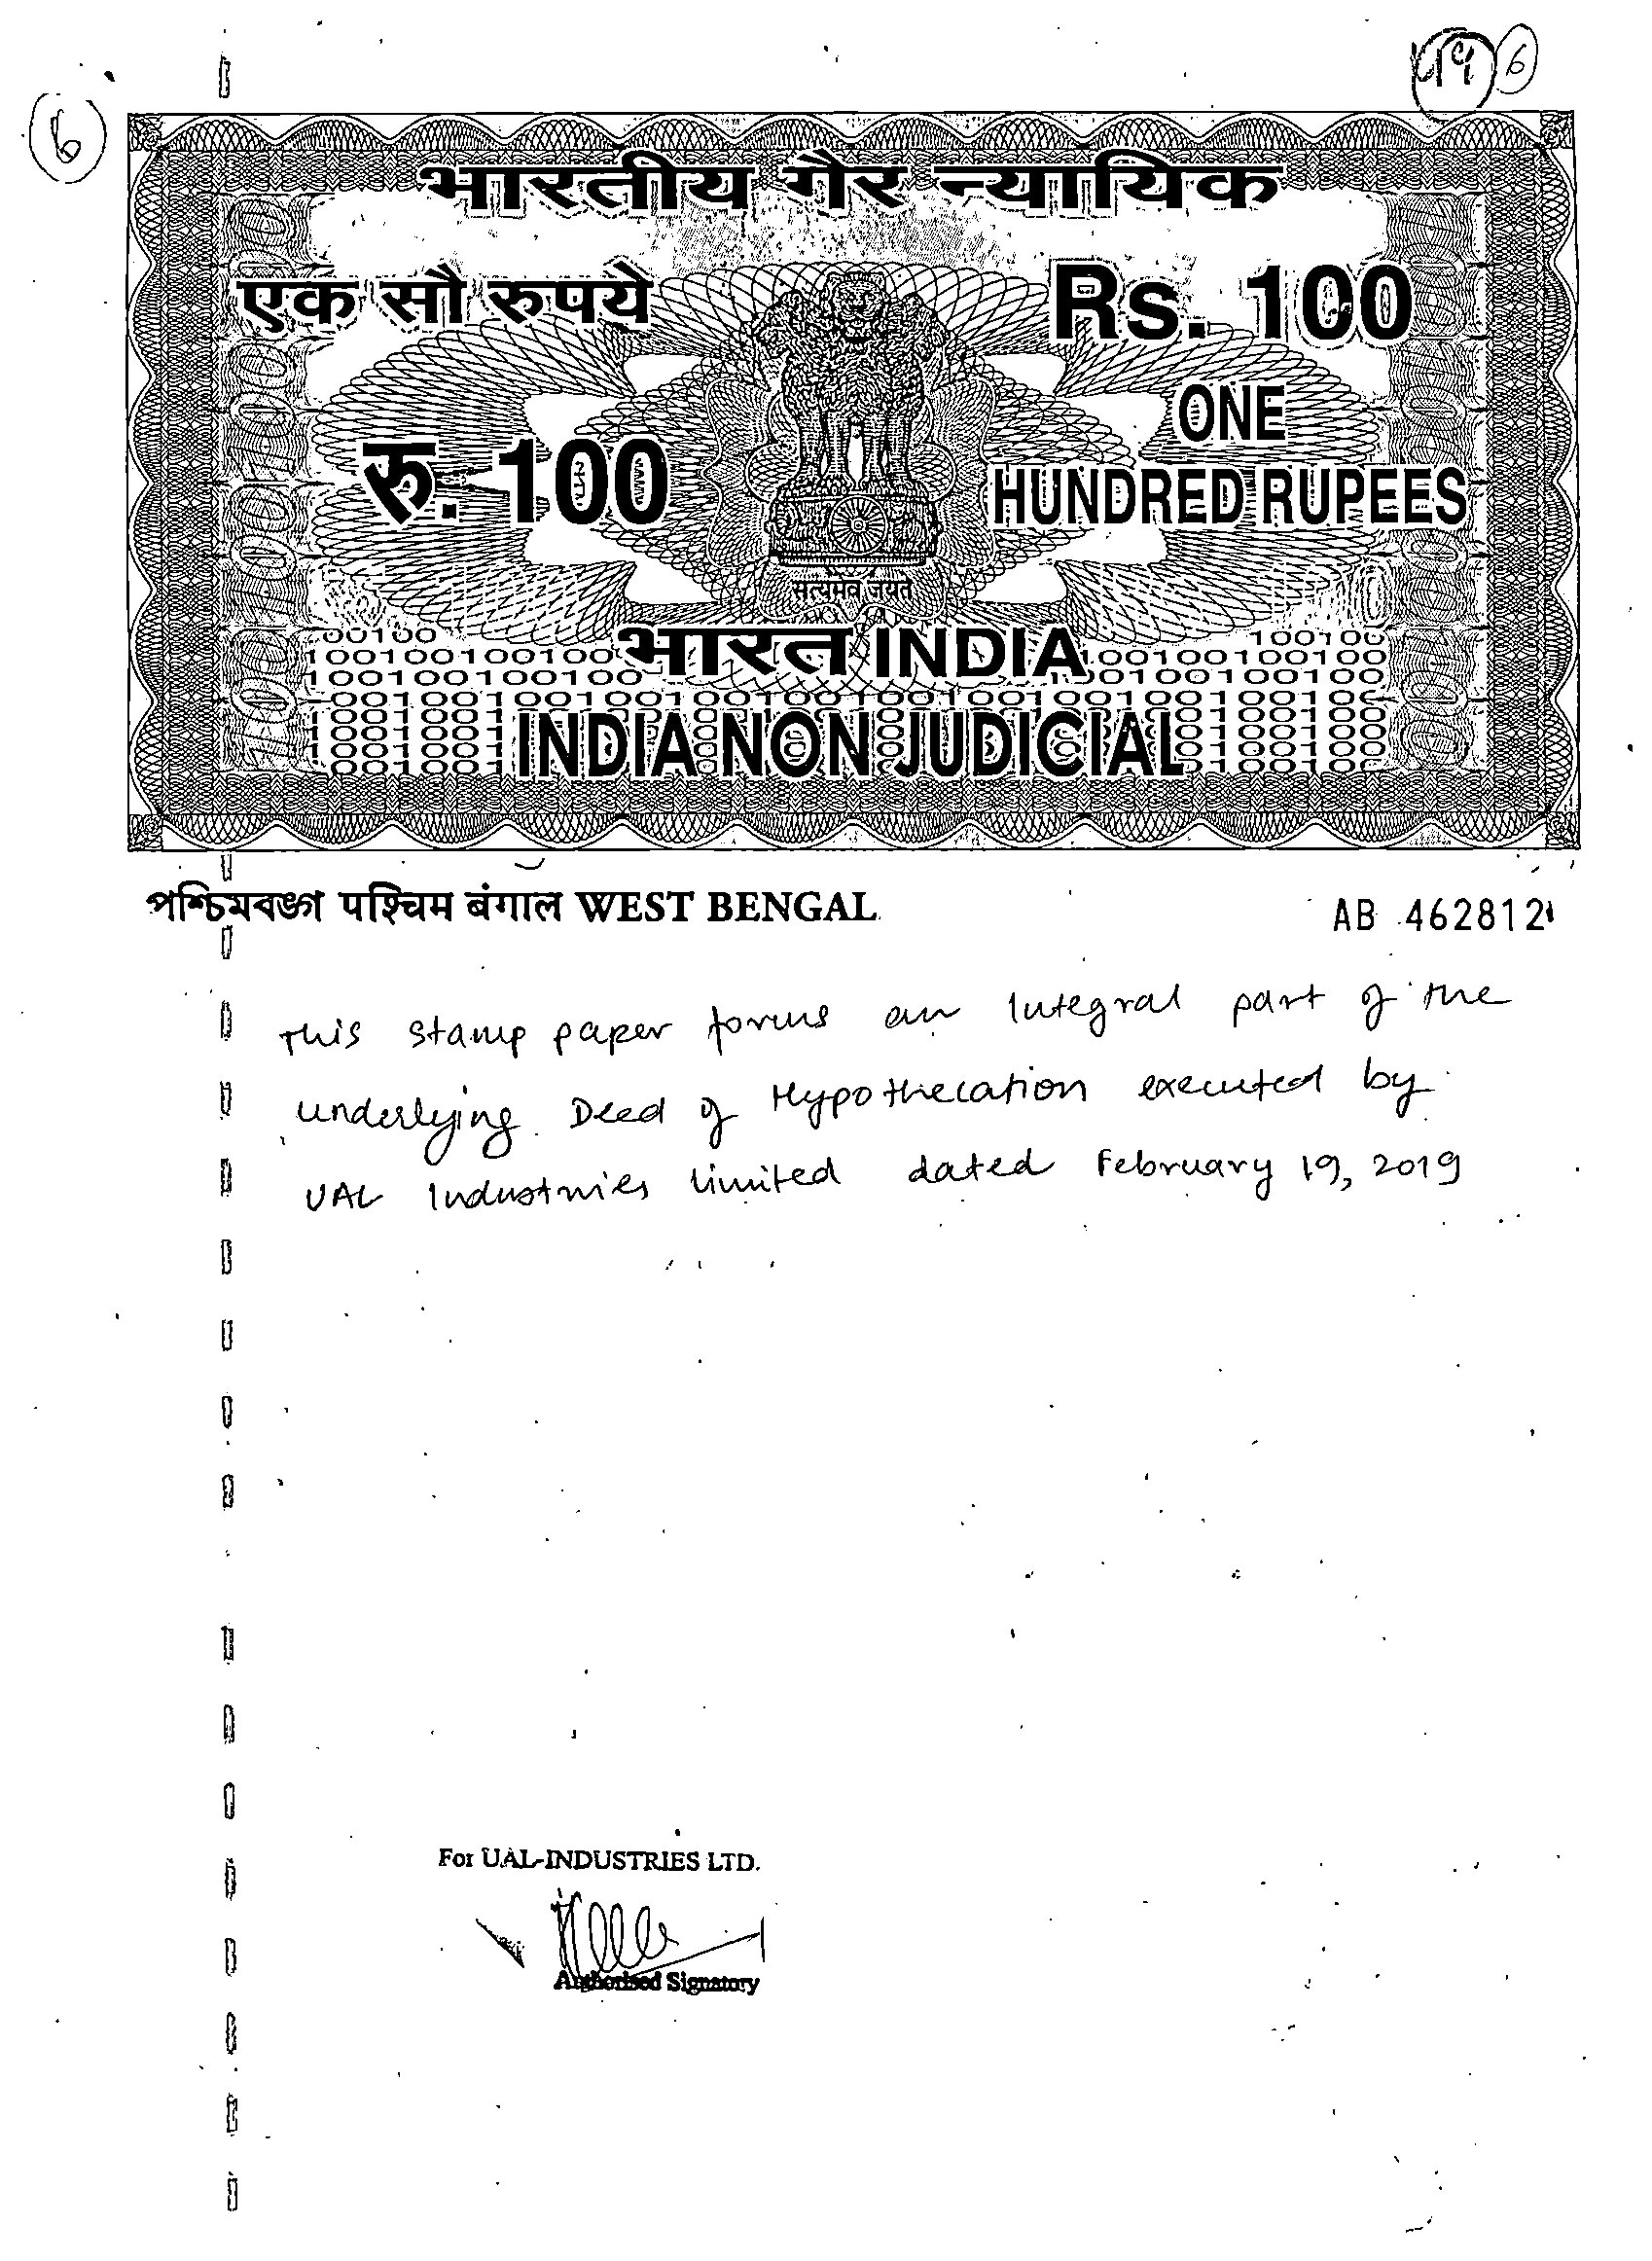 6
6
भारतीय गैर न्यायिक
एक सौ रुपये
Rs. 100
रु. 100
ONE
HUNDRED RUPEES
सत्यमेव जयते
भारत INDIA
INDIA NON JUDICIAL
পশ্চিমবঙ্গ पश्चिम बंगाल WEST BENGAL
AB 462812
This stamp paper forms an Integral part of the
underlying Deed of Hypothecation executed by
UAL Industries Limited dated February 19, 2019
For UAL-INDUSTRIES LTD.
Authorised Signatory